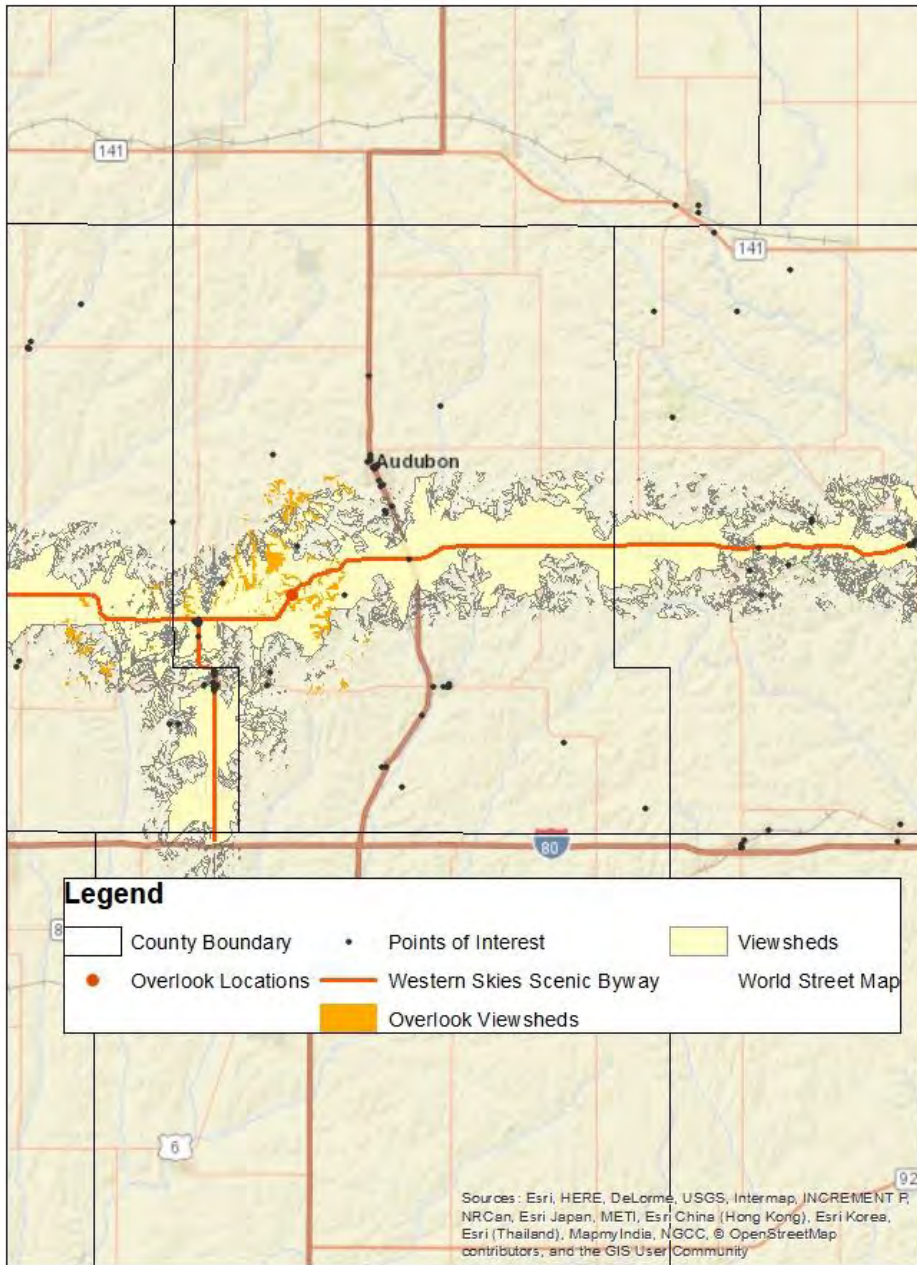 141
141
Audubon
80
Legend
8
County Boundary
Points of Interest
Viewsheds
Overlook Locations
Western Skies Scenic Byway
World Street Map
Overlook Viewsheds
6
92
Sources: Esri, HERE, DeLorme, USGS, Intermap, INCREMENT P,
NRCan, Esri Japan, METI, Esri China (Hong Kong), Esri Korea,
Esri (Thailand), MapmyIndia, NGCC, © OpenStreetMap
contributors, and the GIS User Community